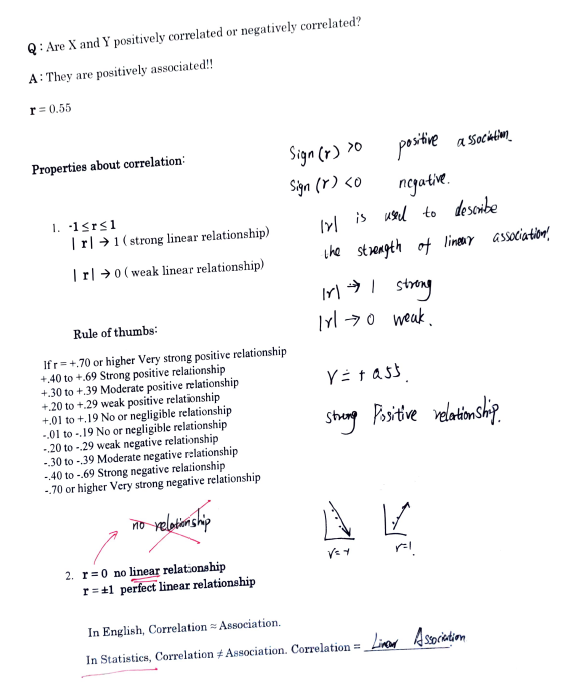 Q : Are X and Y positively correlated or negatively correlated?
A : They are positively associated!!
r = 0.55
Properties about correlation:
Sign (r) >0 positive association
Sign (r) <0 negative.
1. -1≤r≤1
| r| → 1 ( strong linear relationship)
| r| → 0 ( weak linear relationship)
|r| is used to describe
the strength of linear association!
|r| → 1 strong
|r| → 0 weak.
Rule of thumbs:
If r = +.70 or higher Very strong positive relationship
+.40 to +.69 Strong positive relationship
+.30 to +.39 Moderate positive relationship
+.20 to +.29 weak positive relationship
+.01 to +.19 No or negligible relationship
-.01 to -.19 No or negligible relationship
-.20 to -.29 weak negative relationship
-.30 to -.39 Moderate negative relationship
-.40 to -.69 Strong negative relationship
-.70 or higher Very strong negative relationship
r = + ass.
strong Positive relationship.
no relationship
r=-1
r=1
2. r = 0 no linear relationship
r = ±1 perfect linear relationship
In English, Correlation ≈ Association.
In Statistics, Correlation ≠ Association. Correlation = Linear Association